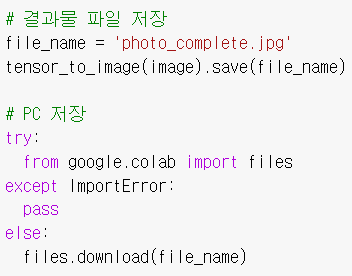 # 결과물 파일 저장
file_name = 'photo_complete.jpg'
tensor_to_image(image).save(file_name)

# PC 저장
try:
  from google.colab import files
except ImportError:
  pass
else:
  files.download(file_name)